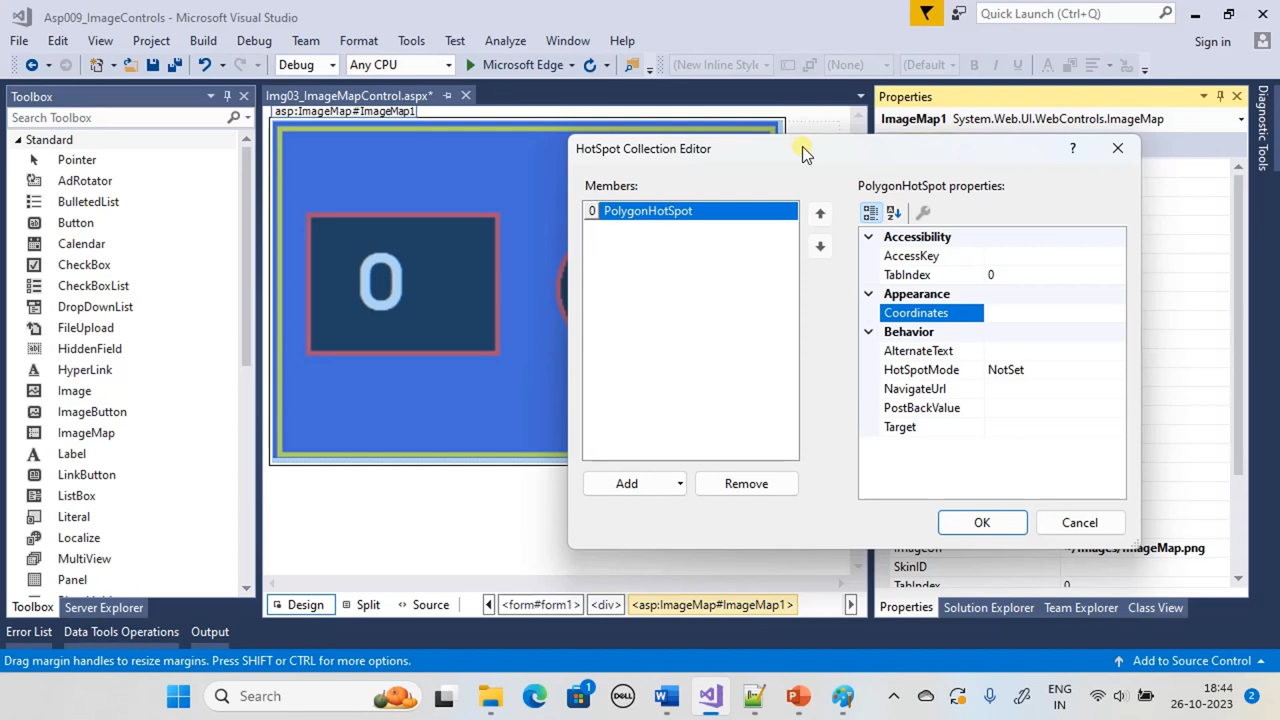 Asp009_ImageControls - Microsoft Visual Studio
Quick Launch (Ctrl+Q)
File Edit View Project Build Debug Team Format Tools Test Analyze Window Help
Sign in
Debug Any CPU Microsoft Edge (New Inline Style (None) (Default B I U A
Toolbox
Search Toolbox
Standard
Pointer
AdRotator
BulletedList
Button
Calendar
CheckBox
CheckBoxList
DropDownList
FileUpload
HiddenField
HyperLink
Image
ImageButton
ImageMap
Label
LinkButton
ListBox
Literal
Localize
MultiView
Panel
Toolbox Server Explorer
Img03_ImageMapControl.aspx*
asp:ImageMap#ImageMap1
0
HotSpot Collection Editor
?
Members:
0 PolygonHotSpot
Add Remove
PolygonHotSpot properties:
Accessibility
AccessKey
TabIndex 0
Appearance
Coordinates
Behavior
AlternateText
HotSpotMode NotSet
NavigateUrl
PostBackValue
Target
OK Cancel
Design Split Source <form#form1> <div> <asp:ImageMap#ImageMap1>
Properties
ImageMap1 System.Web.UI.WebControls.ImageMap
~/Images/ImageMap.png
SkinID
TabIndex 0
Properties Solution Explorer Team Explorer Class View
Diagnostic Tools
Error List Data Tools Operations Output
Drag margin handles to resize margins. Press SHIFT or CTRL for more options.
Add to Source Control
Search
1
DELL
ENG
IN
18:44
26-10-2023
2